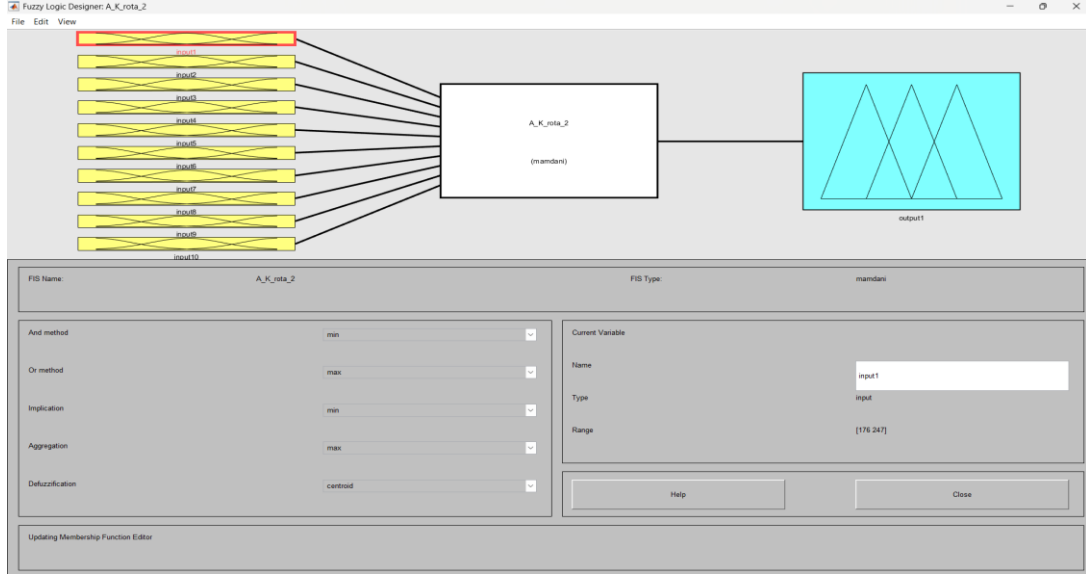 Fuzzy Logic Designer: A_K_rota_2
File Edit View
input1
input2
input3
input4
input5
input6
input7
input8
input9
input10
A_K_rota_2
(mamdani)
output1
FIS Name: A_K_rota_2 FIS Type: mamdani
And method min
Or method max
Implication min
Aggregation max
Defuzzification centroid
Current Variable
Name input1
Type input
Range [176 247]
Help Close
Updating Membership Function Editor